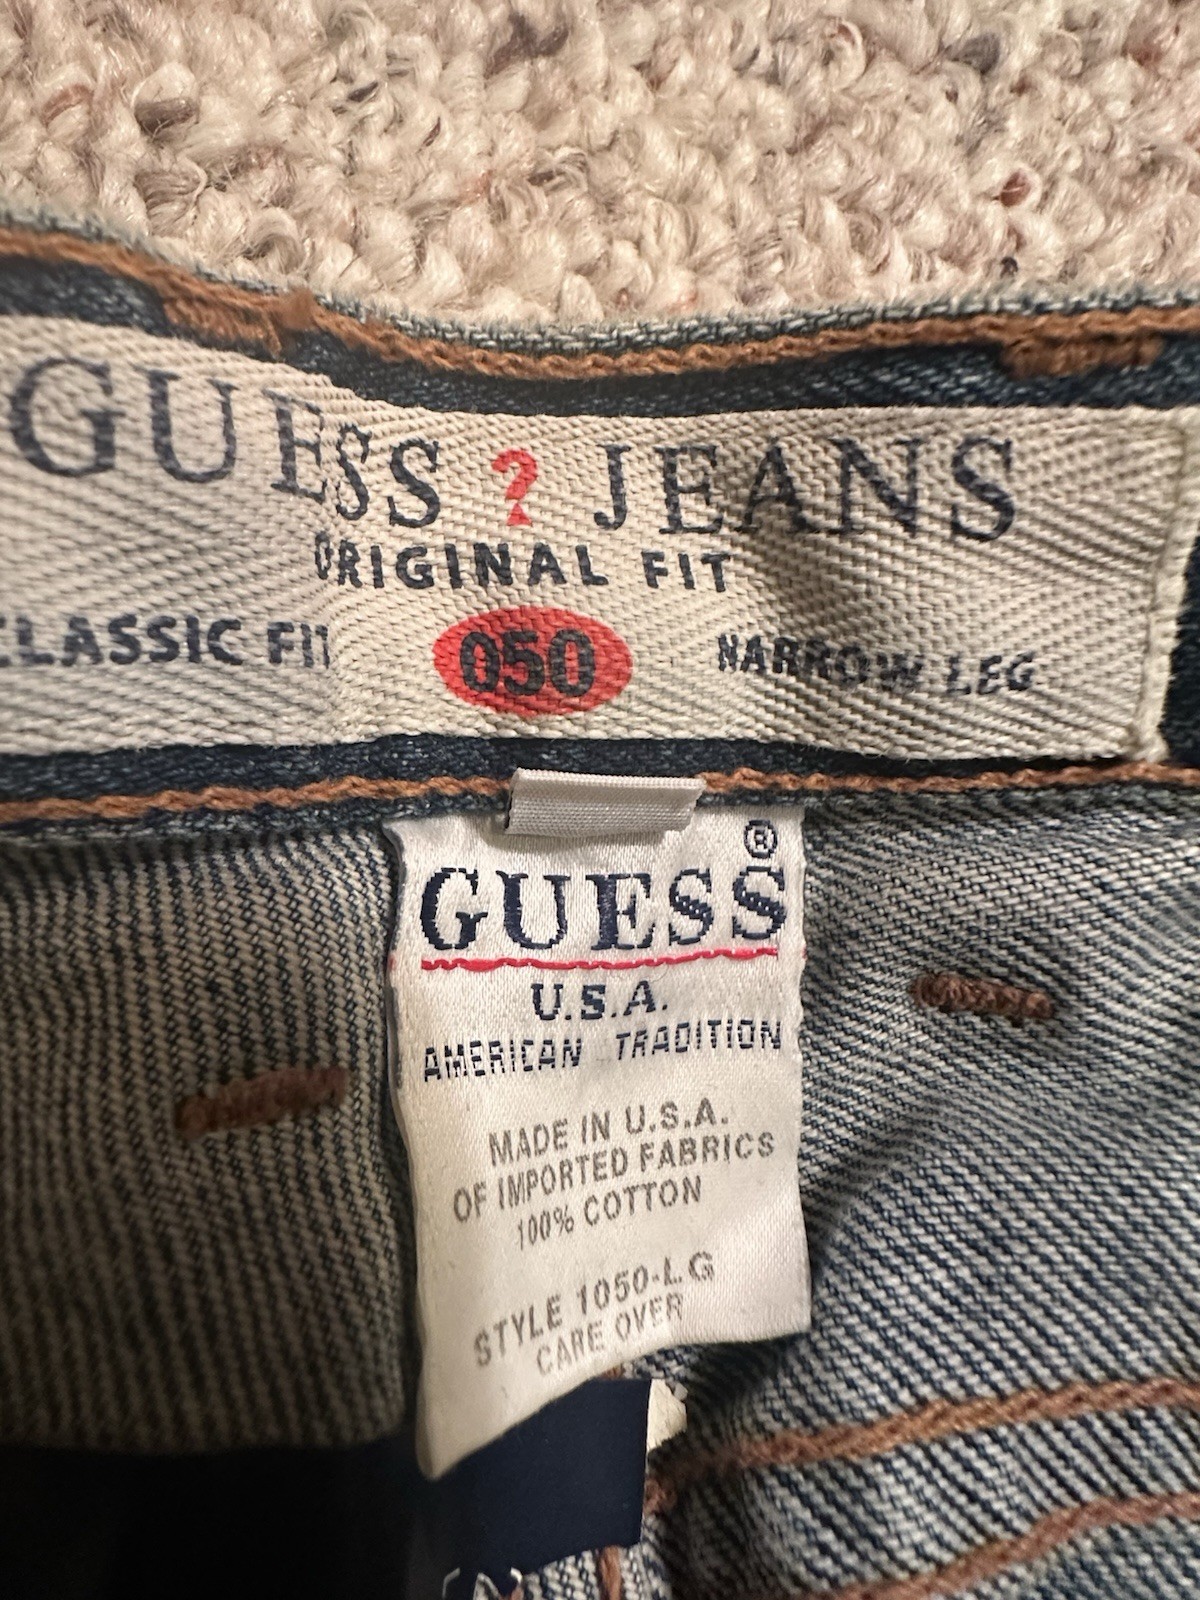 GUESS ? JEANS
ORIGINAL FIT
CLASSIC FIT 050 NARROW LEG
GUESS®
U.S.A.
AMERICAN TRADITION
MADE IN U.S.A.
OF IMPORTED FABRICS
100% COTTON
STYLE 1050-LG
CARE OVER